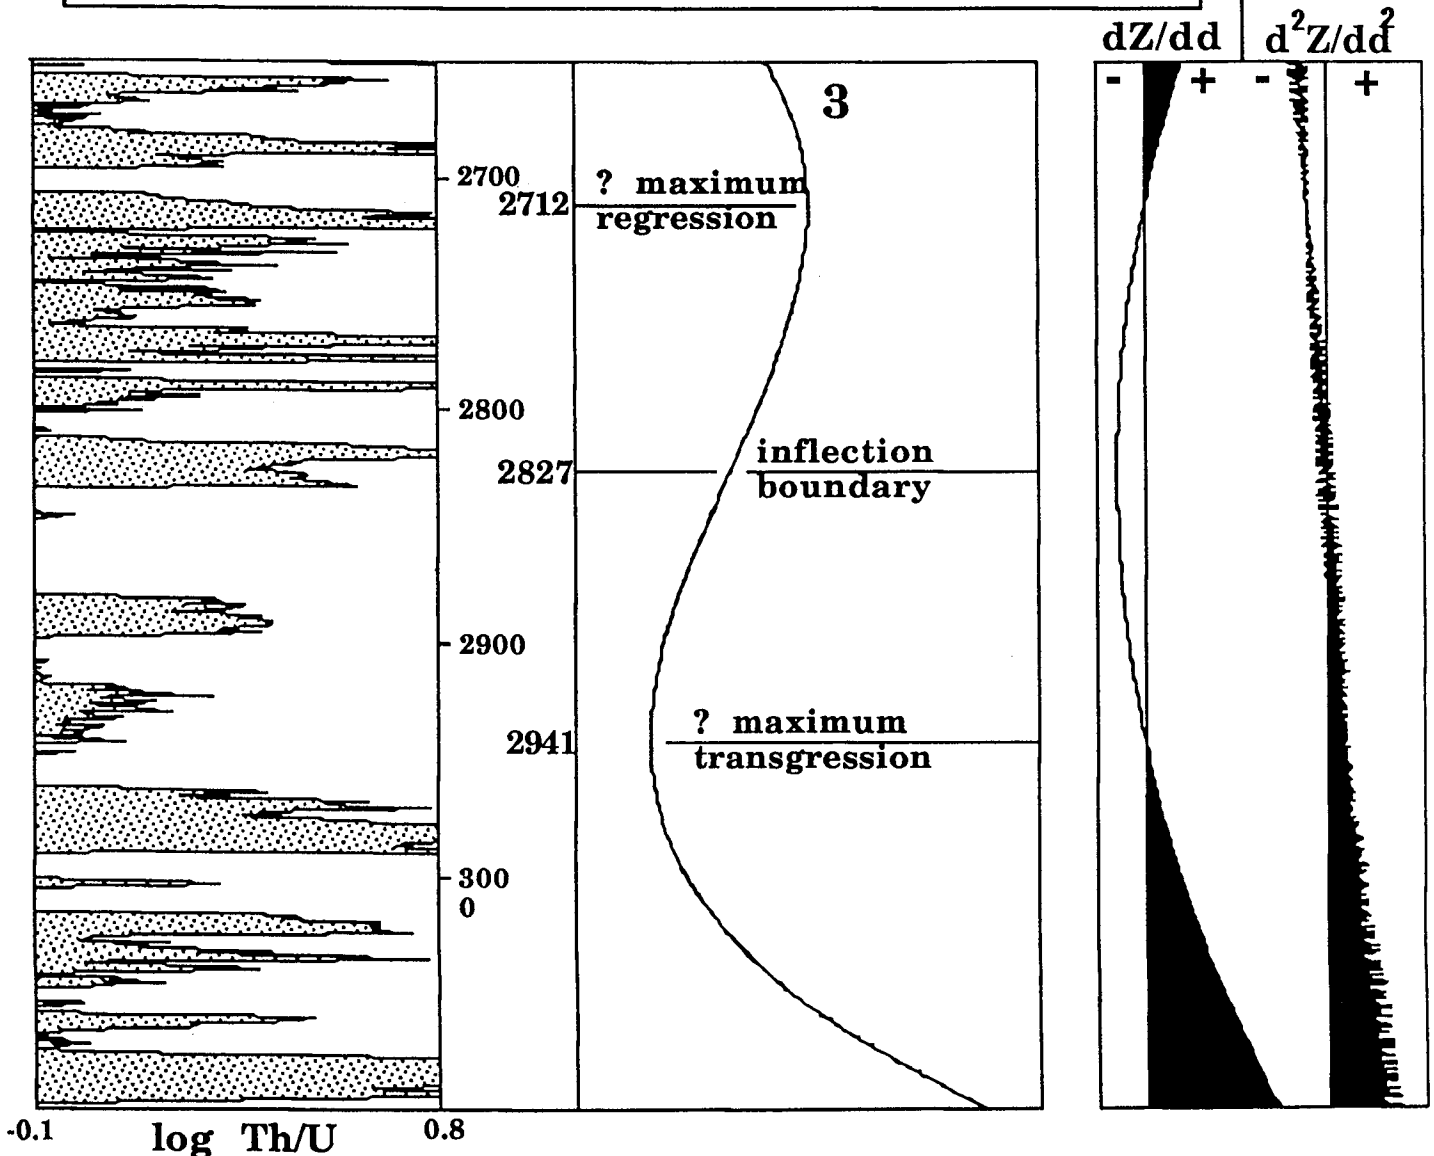 dZ/dd d²Z/dd²
- + - +
3
2700
2712
? maximum
regression
2800
2827
inflection
boundary
2900
2941
? maximum
transgression
300
0
-0.1 log Th/U 0.8